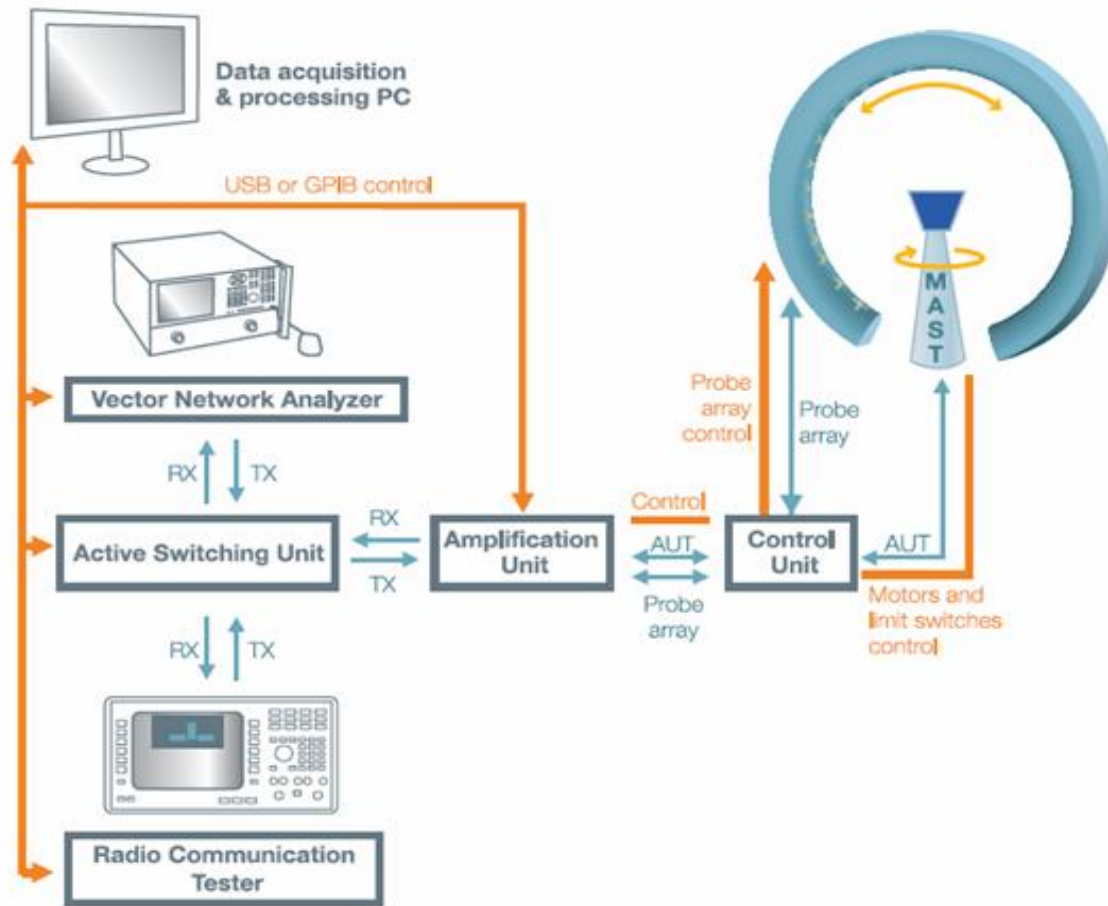 Data acquisition
& processing PC
USB or GPIB control
Vector Network Analyzer
RX
TX
Active Switching Unit
RX
TX
Amplification
Unit
Control
AUT
Probe
array
Control
Unit
Probe
array
control
Probe
array
MAST
AUT
Motors and
limit switches
control
RX
TX
Radio Communication
Tester